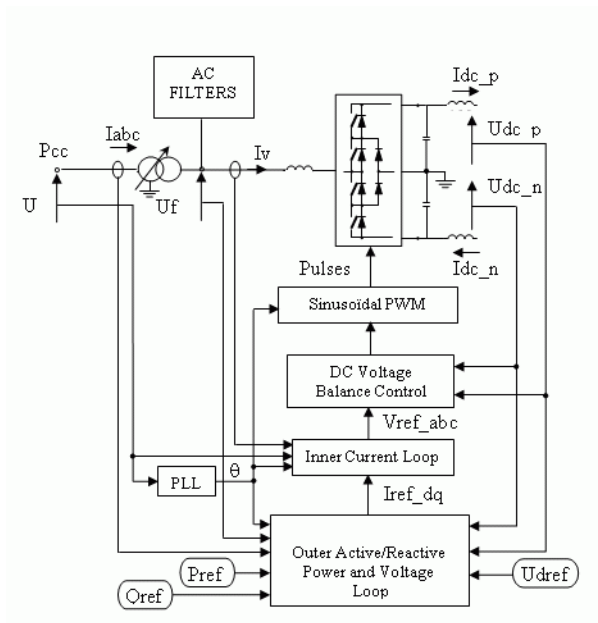 AC
FILTERS
Idc_p
Iabc
Udc_p
Pcc
Iv
Udc_n
U
Uf
Idc_n
Pulses
Sinusoïdal PWM
DC Voltage
Balance Control
Vref_abc
Inner Current Loop
θ
PLL
Iref_dq
Outer Active/Reactive
Power and Voltage
Loop
Pref
Udref
Qref